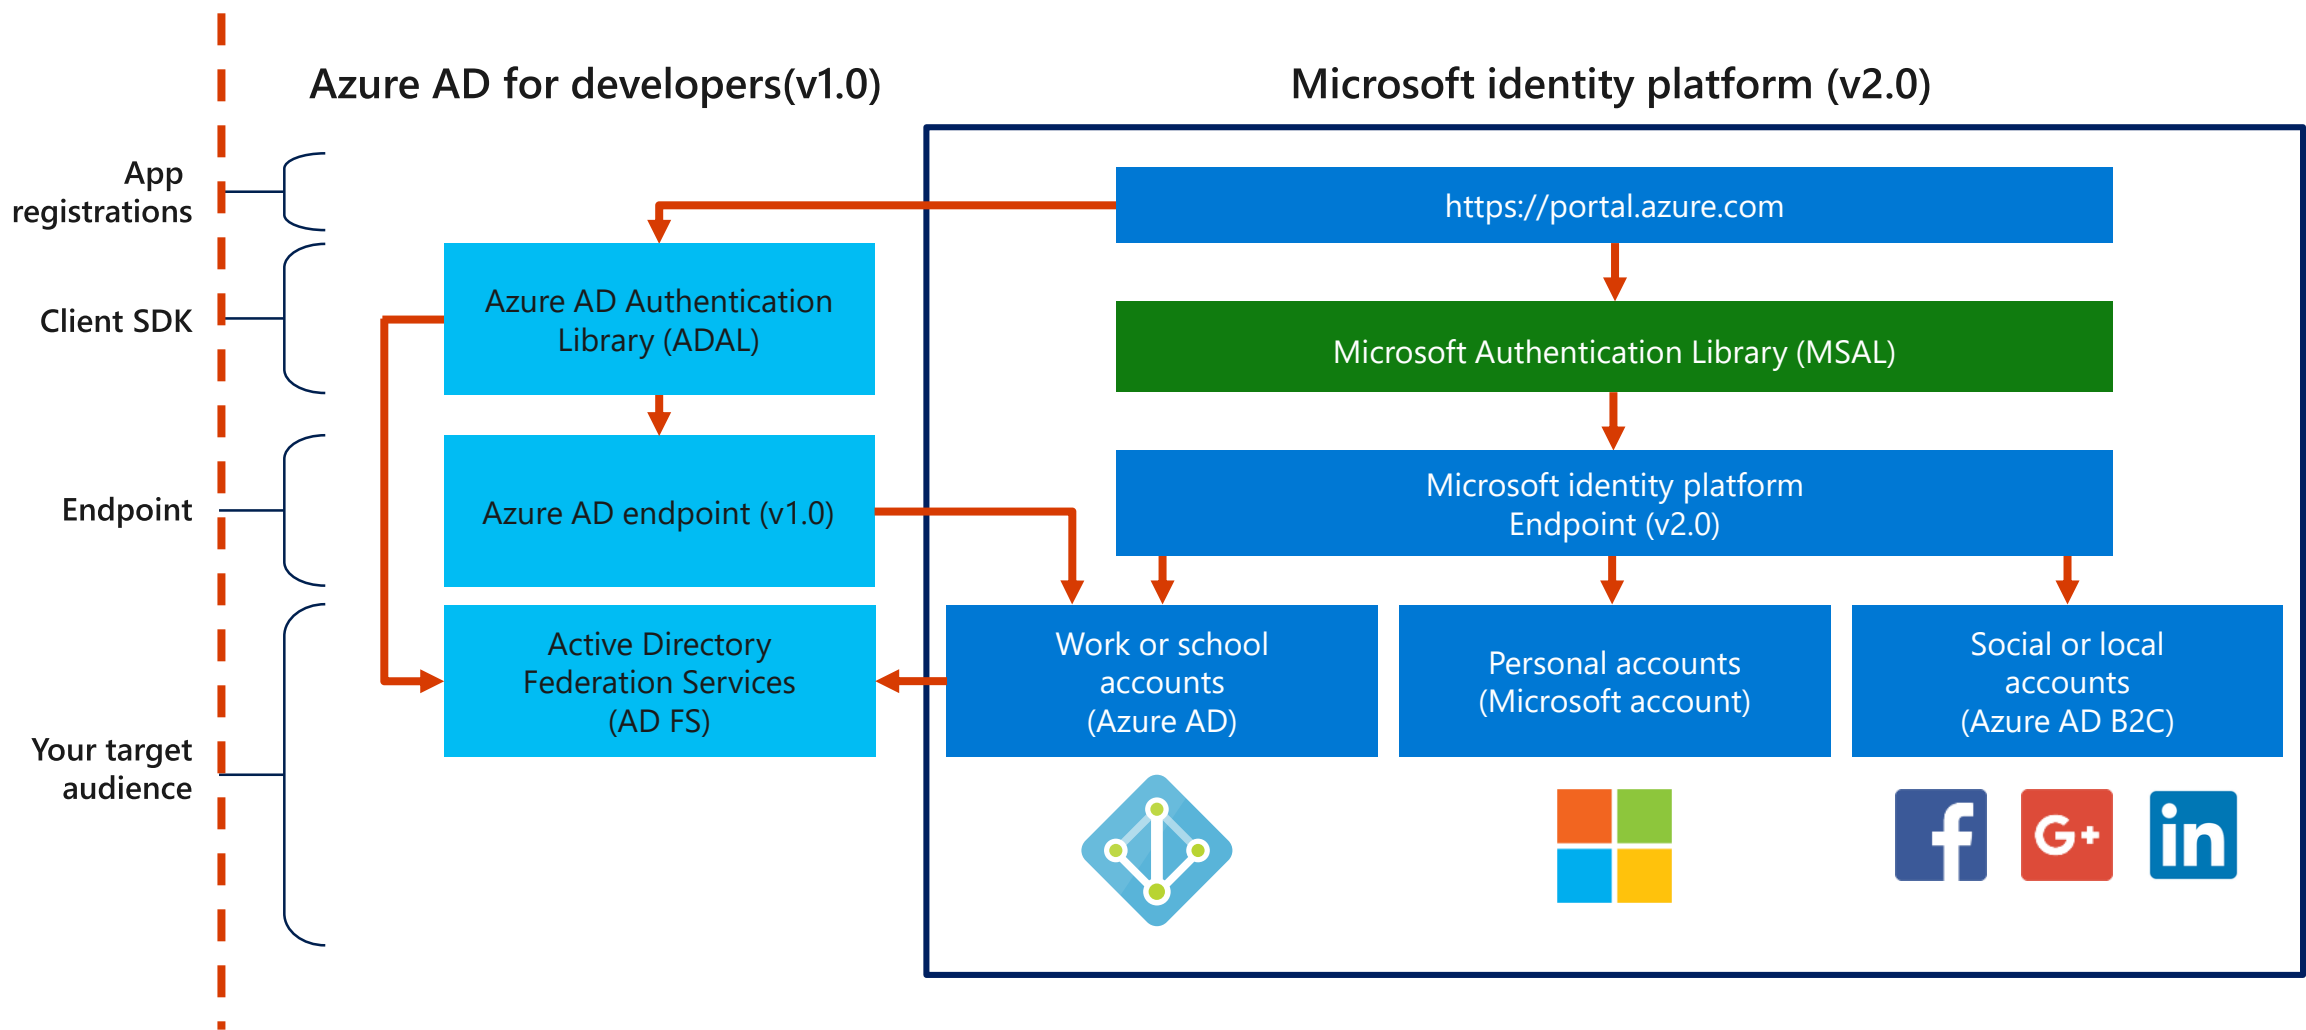 Azure AD for developers(v1.0)
Microsoft identity platform (v2.0)
App
registrations
https://portal.azure.com
Client SDK
Azure AD Authentication
Library (ADAL)
Microsoft Authentication Library (MSAL)
Endpoint
Azure AD endpoint (v1.0)
Microsoft identity platform
Endpoint (v2.0)
Your target
audience
Active Directory
Federation Services
(AD FS)
Work or school
accounts
(Azure AD)
Personal accounts
(Microsoft account)
Social or local
accounts
(Azure AD B2C)
f
G+
in